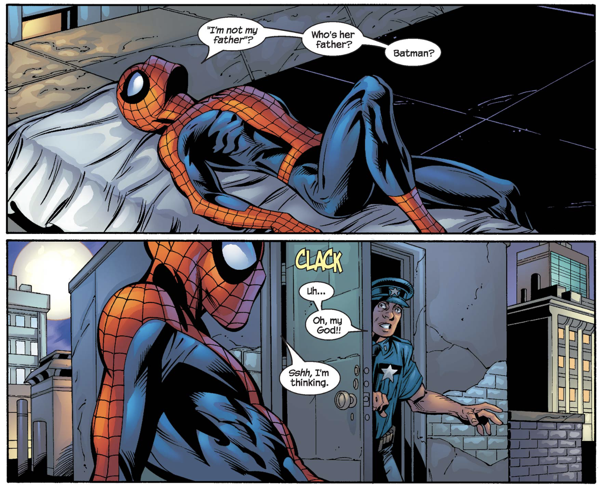 "I'm not my
father"?
Who's her
father?
Batman?
CLACK
Uh...
Oh, my
God!!
Sshh, I'm
thinking.